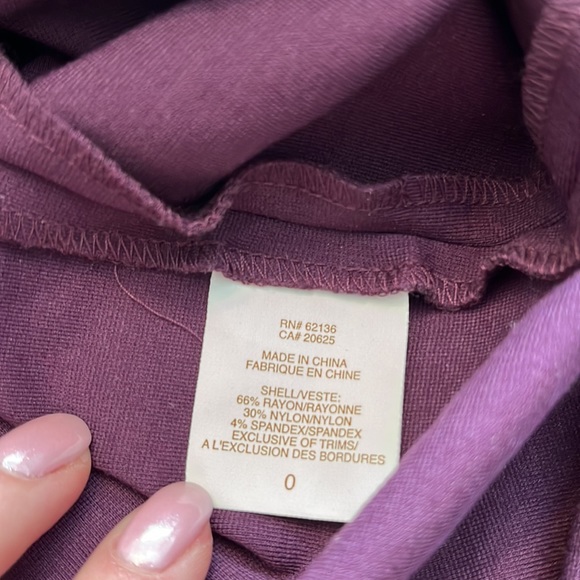 RN# 62136
CA# 20625
MADE IN CHINA
FABRIQUE EN CHINE
SHELL/VESTE:
66% RAYON/RAYONNE
30% NYLON/NYLON
4% SPANDEX/SPANDEX
EXCLUSIVE OF TRIMS/
A L'EXCLUSION DES BORDURES
0